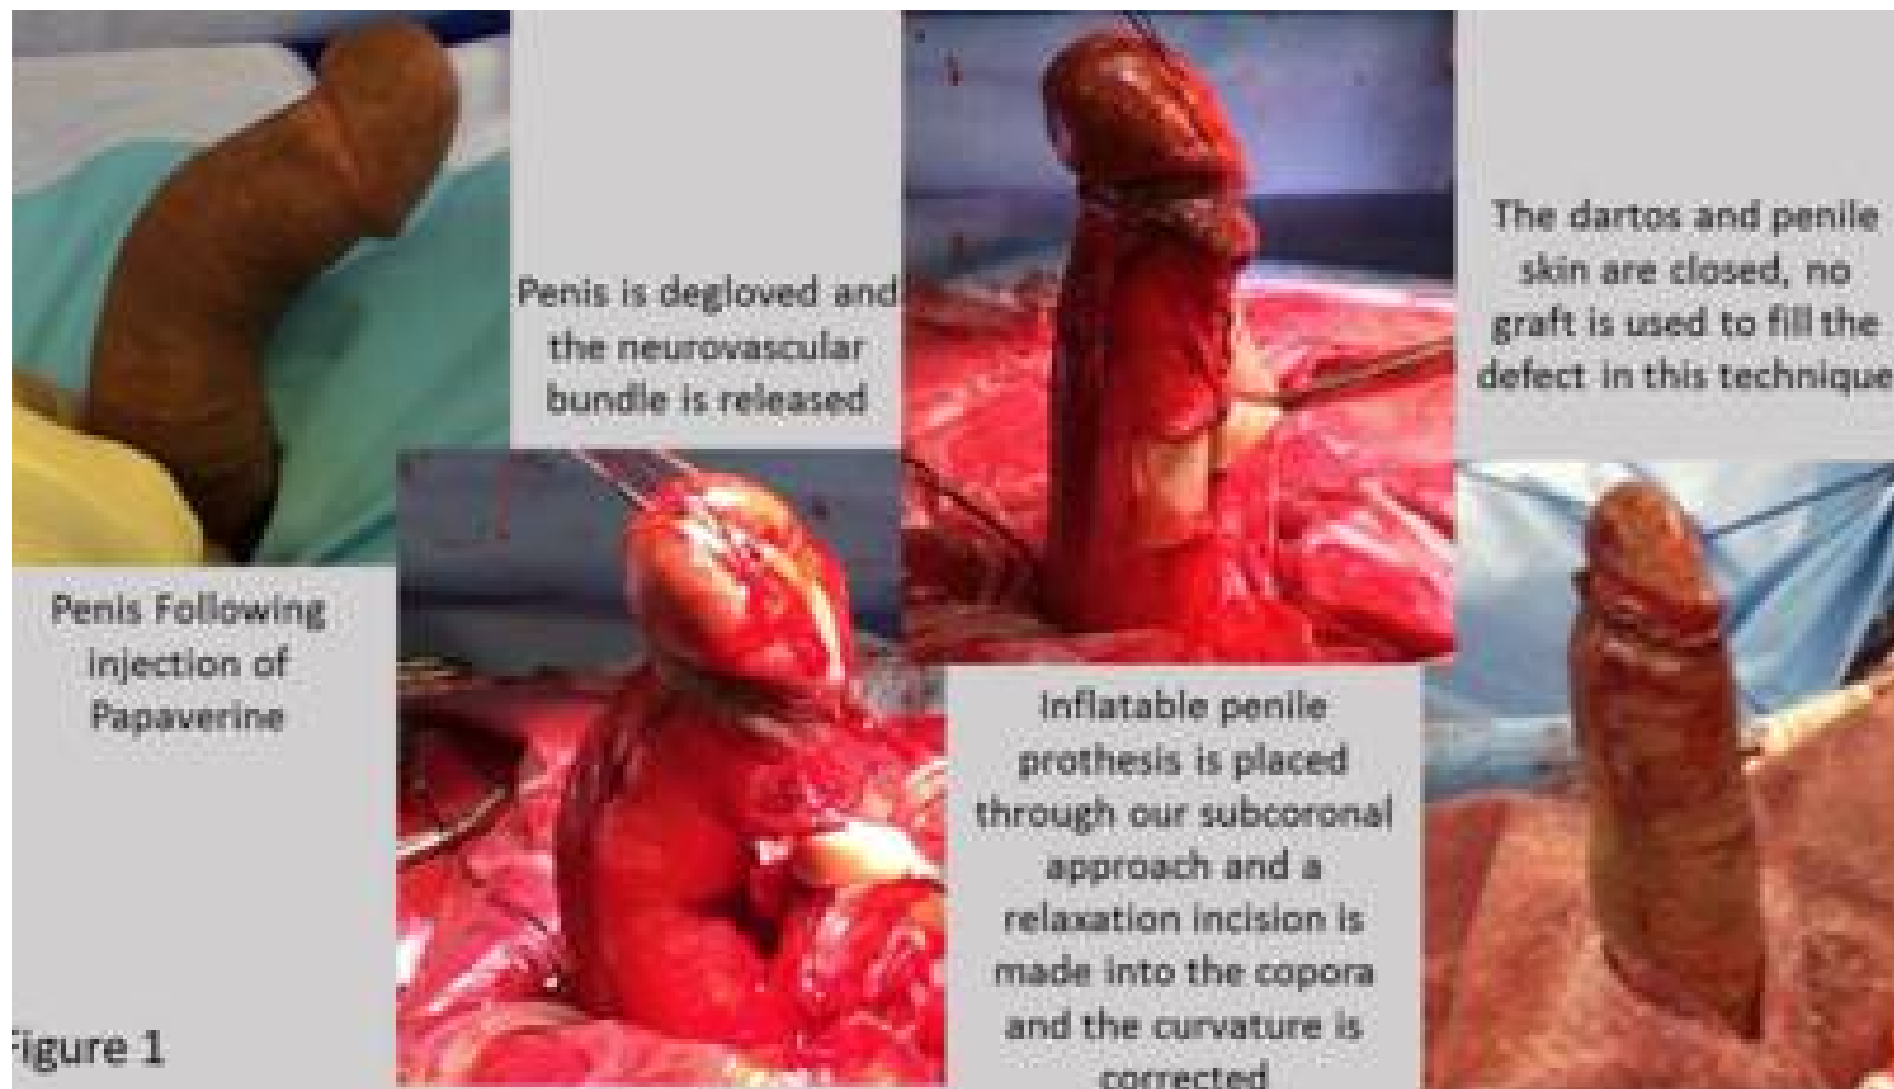 Penis Following
injection of
Papaverine
Penis is degloved and
the neurovascular
bundle is released
Inflatable penile
prothesis is placed
through our subcoronal
approach and a
relaxation incision is
made into the copora
and the curvature is
corrected
The dartos and penile
skin are closed, no
graft is used to fill the
defect in this technique
Figure 1